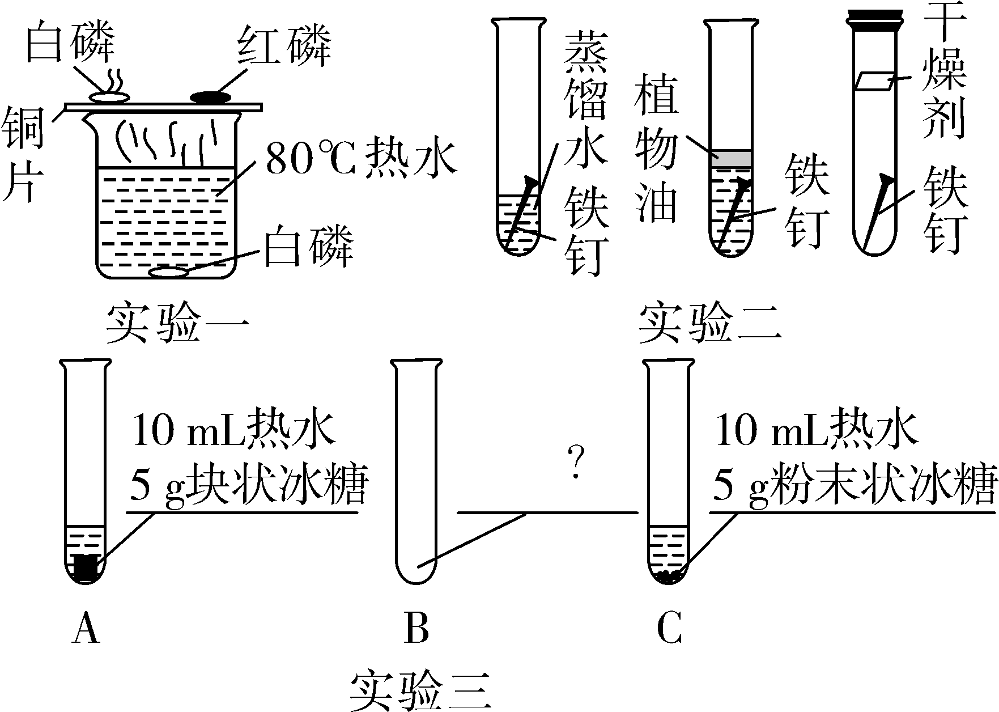 白磷
红磷
铜片
80℃热水
白磷
实验一
蒸馏水
铁钉
植物油
铁钉
干燥剂
铁钉
实验二
10 mL热水
5 g块状冰糖
A
?
B
10 mL热水
5 g粉末状冰糖
C
实验三